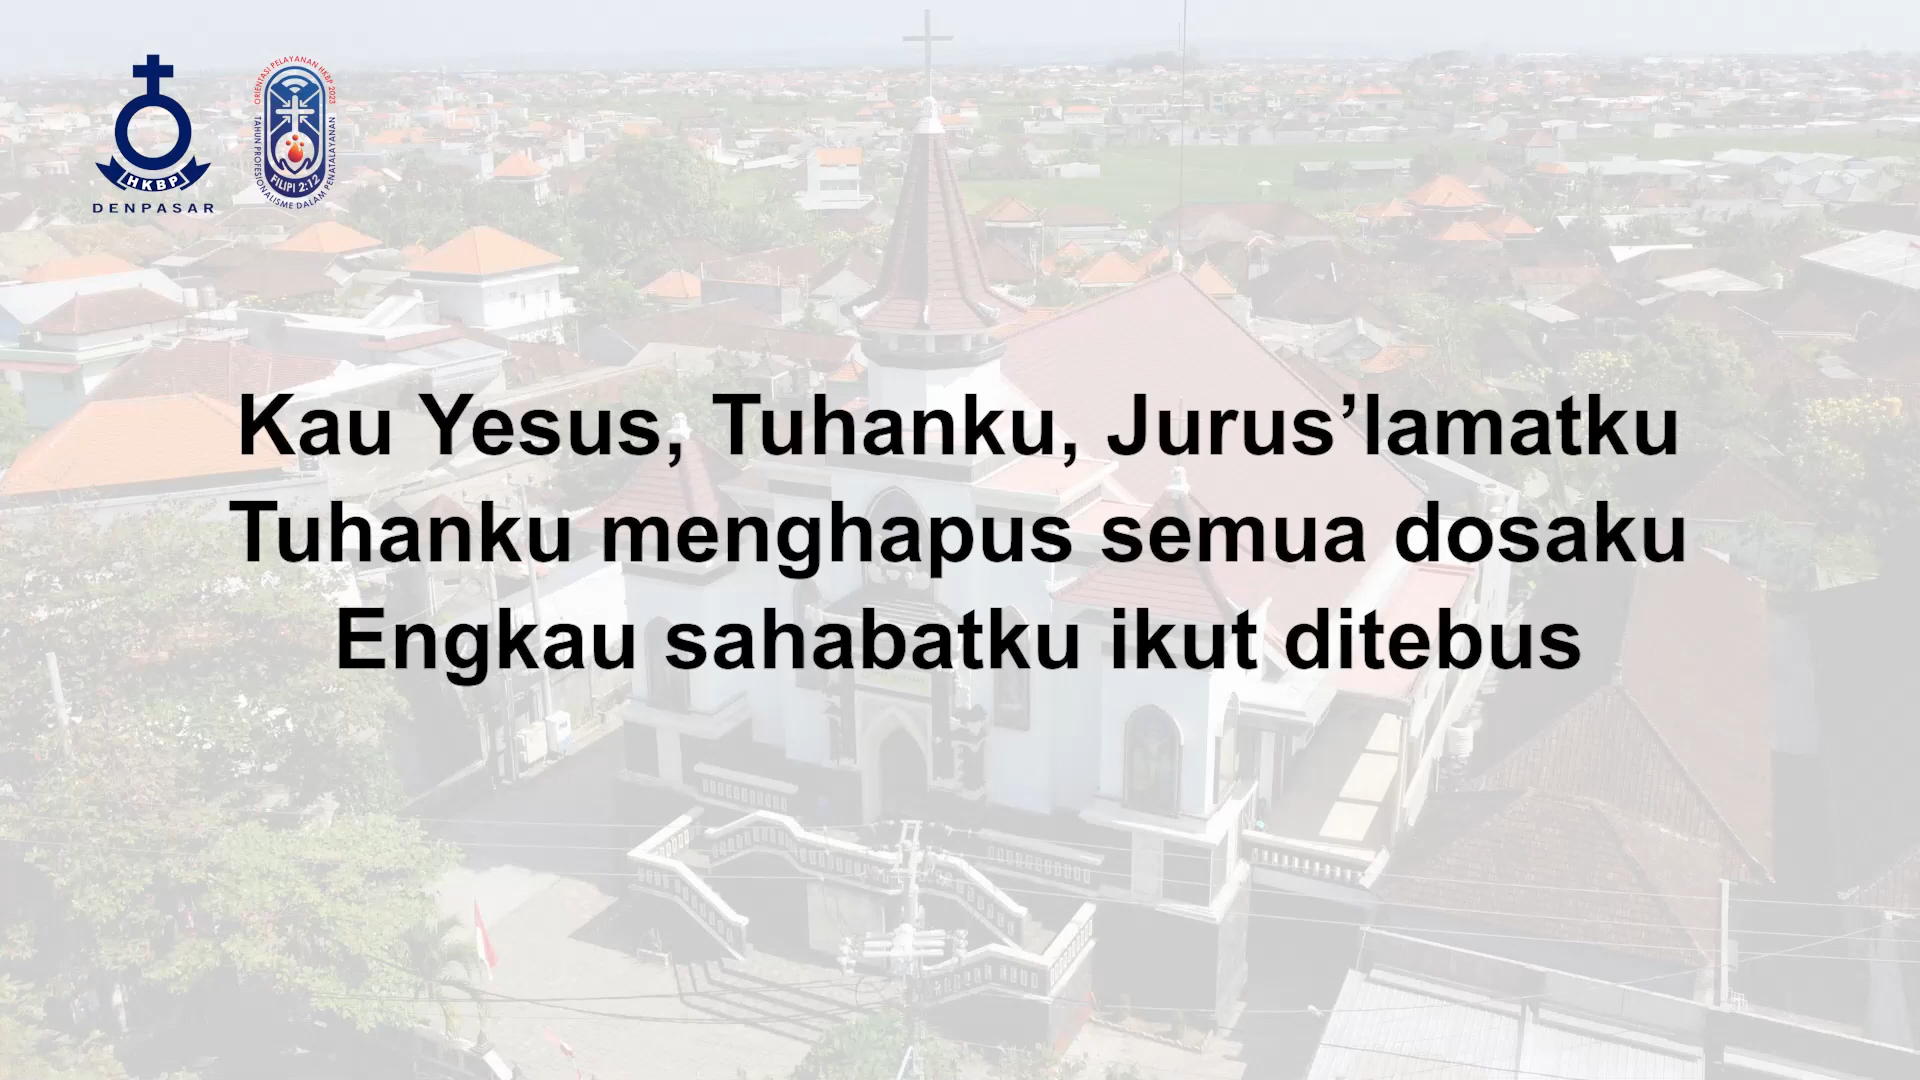 HKBP
DENPASAR
ORIENTASI PELAYANAN HKBP 2023
TAHUN PROFESIONALISME DALAM PENATALAYANAN
FILIPI 2:12
Kau Yesus, Tuhanku, Jurus’lamatku
Tuhanku menghapus semua dosaku
Engkau sahabatku ikut ditebus